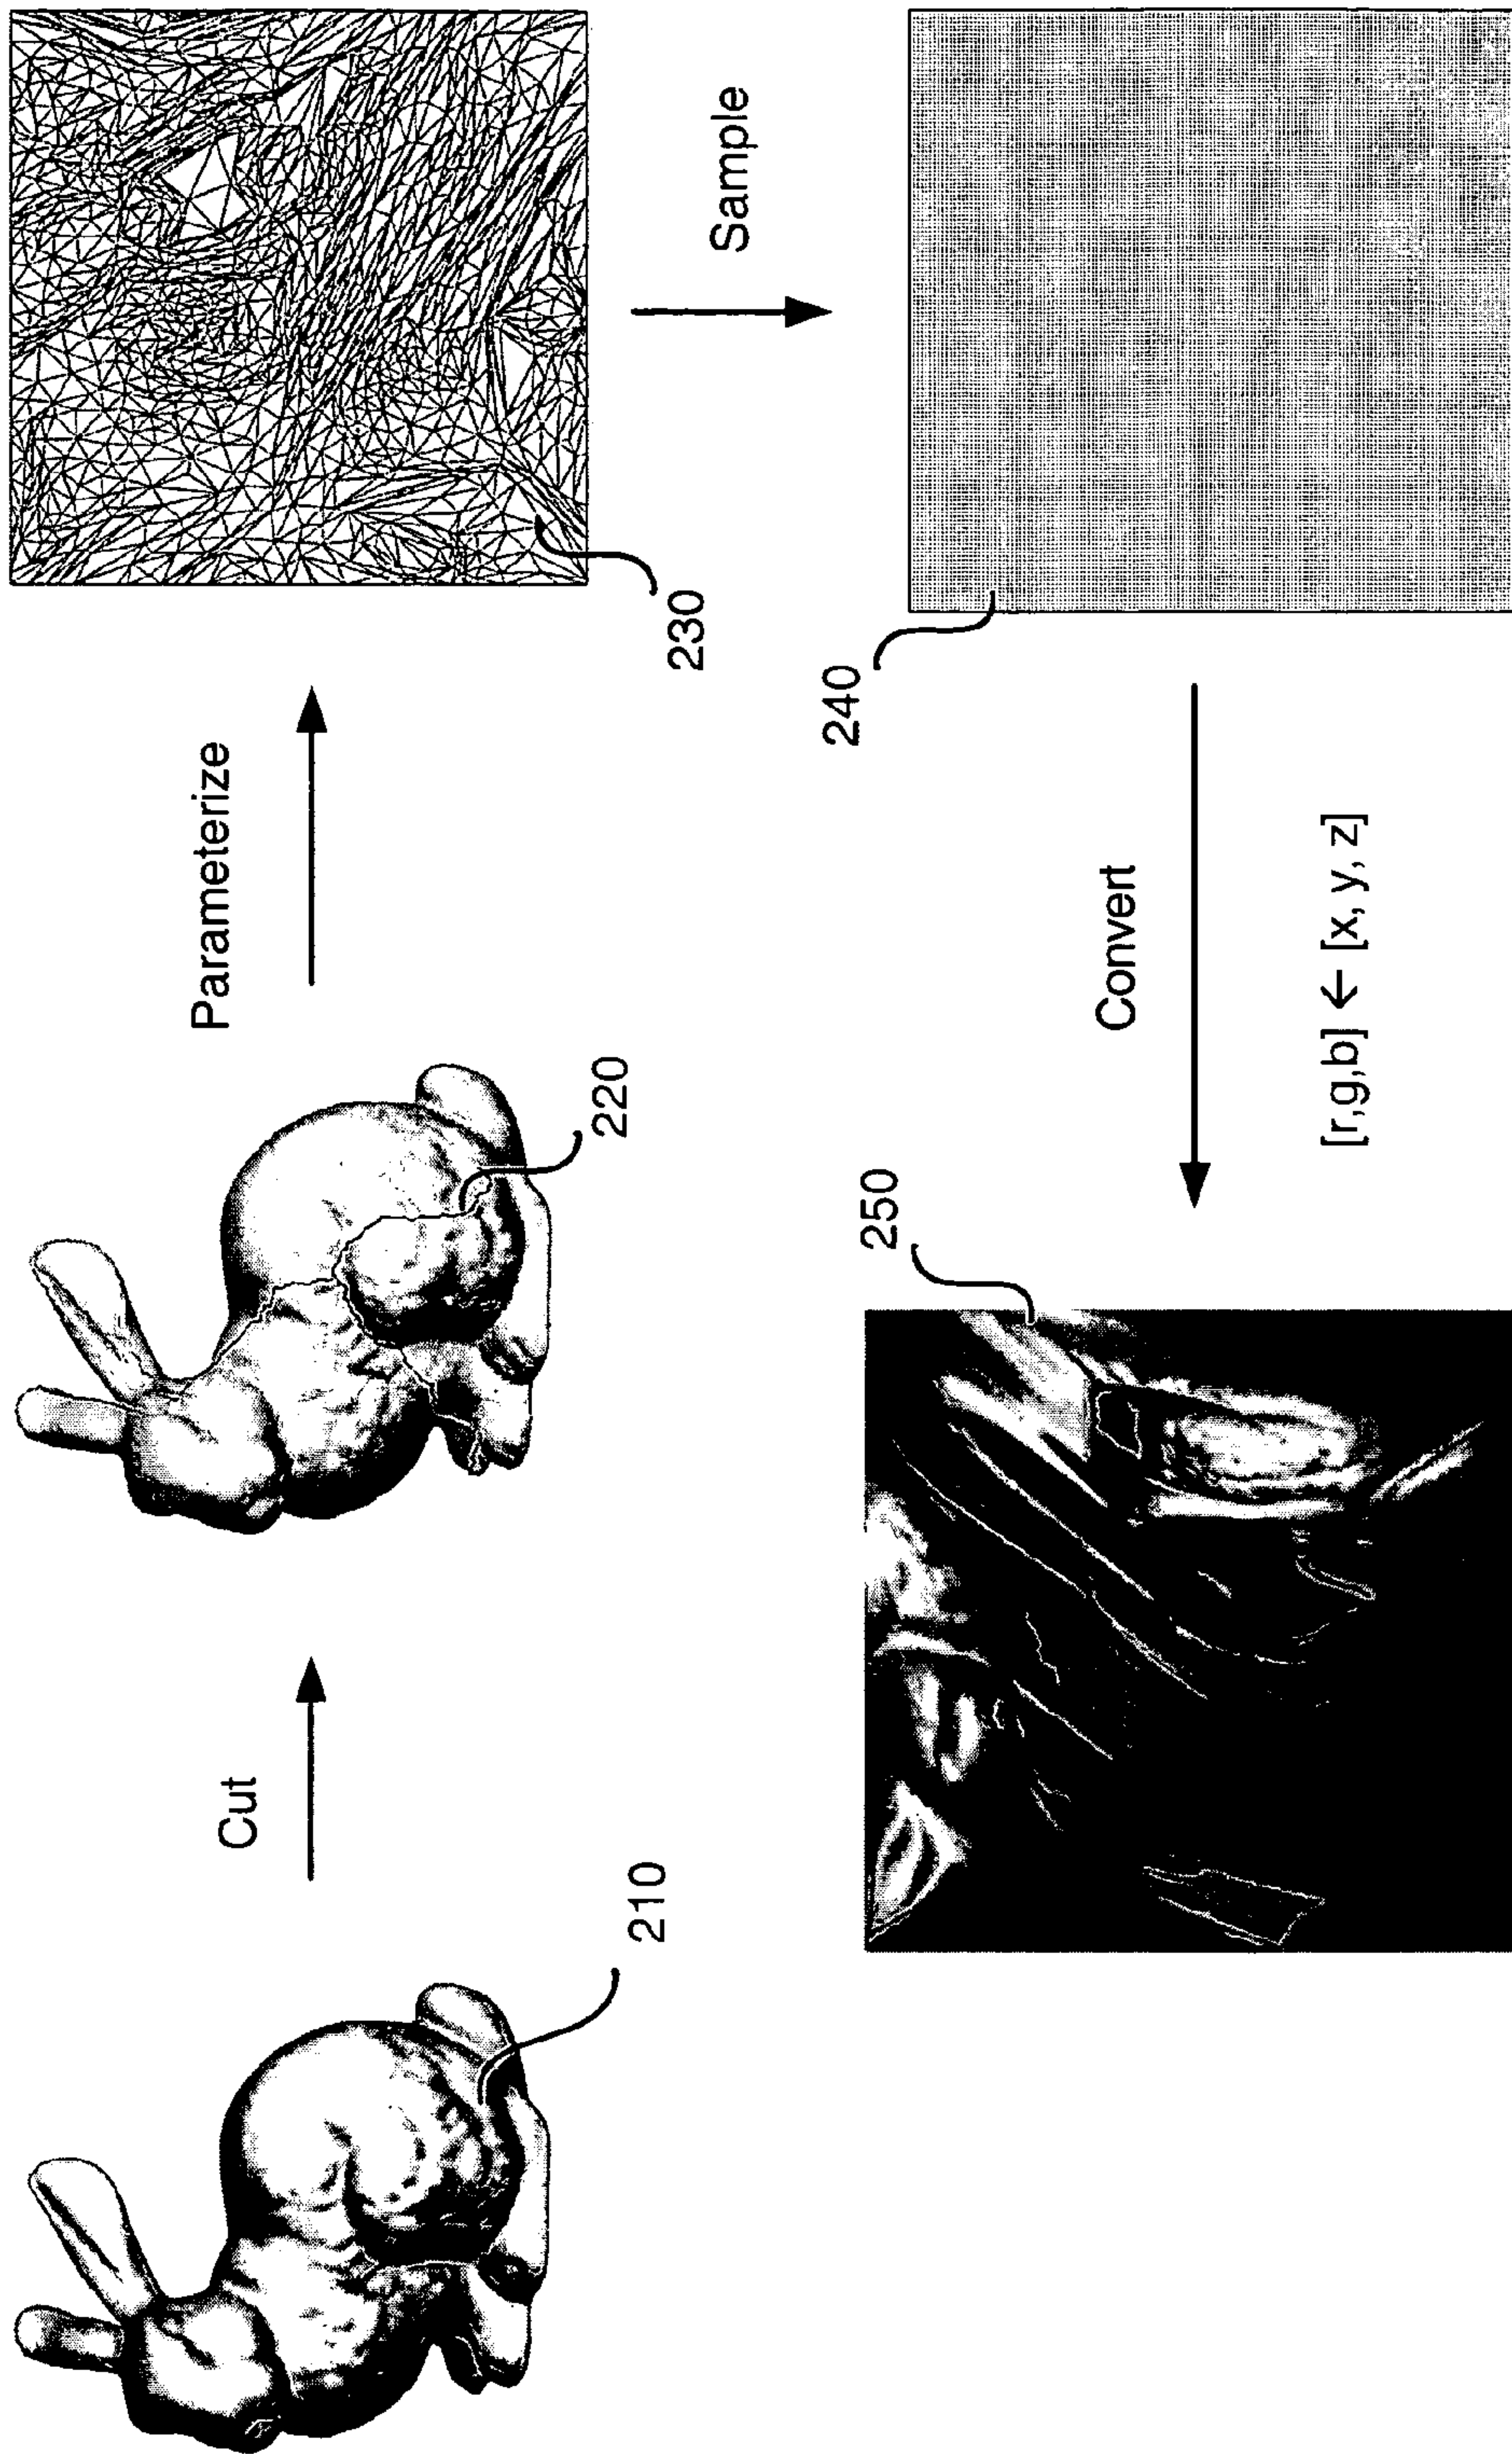 Cut
Parameterize
210
220
230
Sample
250
Convert
240
[r,g,b] ← [x, y, z]